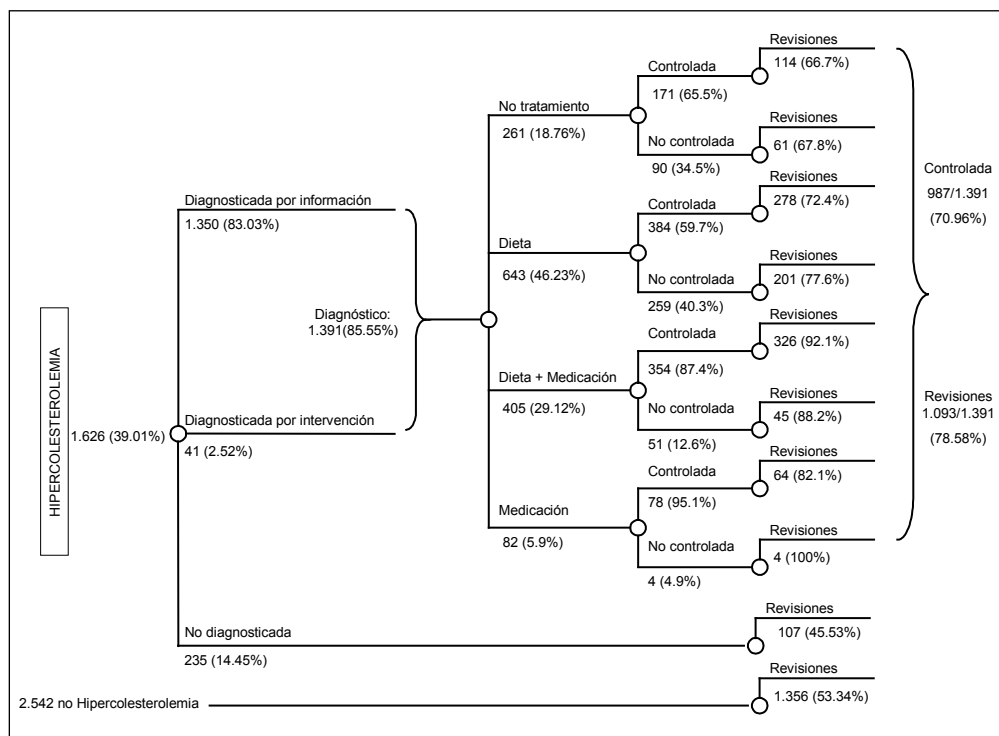 HIPERCOLESTEROLEMIA
1.626 (39.01%)
Diagnosticada por información
1.350 (83.03%)
Diagnosticada por intervención
41 (2.52%)
No diagnosticada
235 (14.45%)
2.542 no Hipercolesterolemia
Diagnóstico:
1.391(85.55%)
No tratamiento
261 (18.76%)
Dieta
643 (46.23%)
Dieta + Medicación
405 (29.12%)
Medicación
82 (5.9%)
Controlada
171 (65.5%)
No controlada
90 (34.5%)
Controlada
384 (59.7%)
No controlada
259 (40.3%)
Controlada
354 (87.4%)
No controlada
51 (12.6%)
Controlada
78 (95.1%)
No controlada
4 (4.9%)
Revisiones
114 (66.7%)
Revisiones
61 (67.8%)
Revisiones
278 (72.4%)
Revisiones
201 (77.6%)
Revisiones
326 (92.1%)
Revisiones
45 (88.2%)
Revisiones
64 (82.1%)
Revisiones
4 (100%)
Revisiones
107 (45.53%)
Revisiones
1.356 (53.34%)
Controlada
987/1.391
(70.96%)
Revisiones
1.093/1.391
(78.58%)